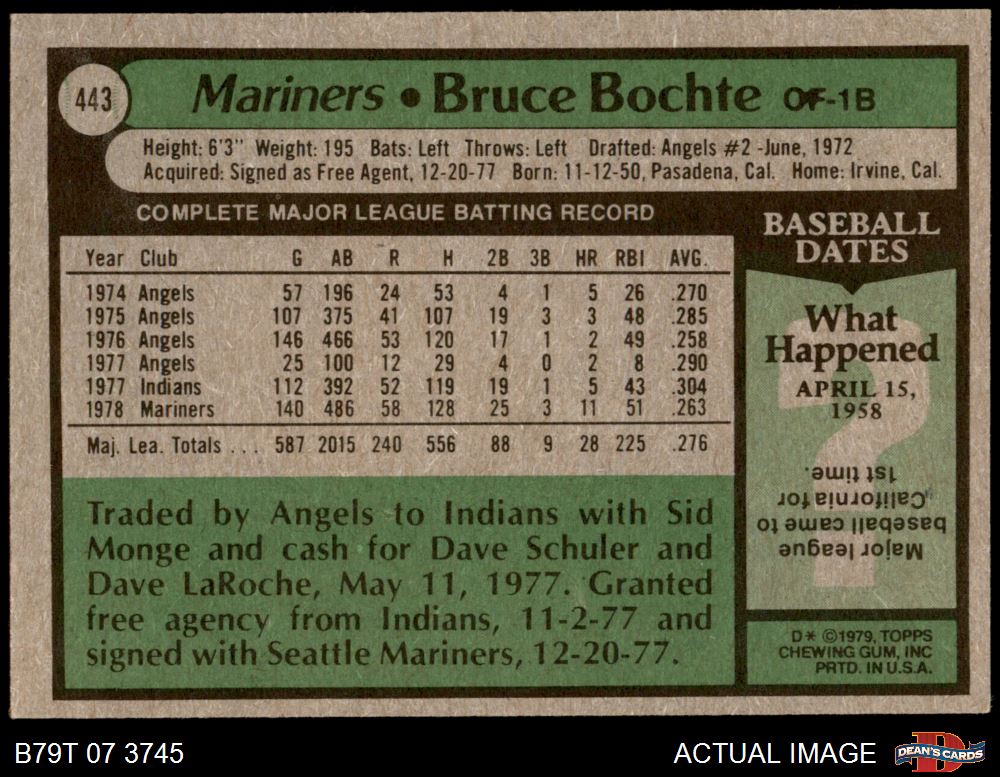 443
Mariners • Bruce Bochte OF-1B
Height: 6'3" Weight: 195 Bats: Left Throws: Left Drafted: Angels #2 -June, 1972
Acquired: Signed as Free Agent, 12-20-77 Born: 11-12-50, Pasadena, Cal. Home: Irvine, Cal.
COMPLETE MAJOR LEAGUE BATTING RECORD
Year Club G AB R H 2B 3B HR RBI AVG.
1974 Angels 57 196 24 53 4 1 5 26 .270
1975 Angels 107 375 41 107 19 3 3 48 .285
1976 Angels 146 466 53 120 17 1 2 49 .258
1977 Angels 25 100 12 29 4 0 2 8 .290
1977 Indians 112 392 52 119 19 1 5 43 .304
1978 Mariners 140 486 58 128 25 3 11 51 .263
Maj. Lea. Totals . . . 587 2015 240 556 88 9 28 225 .276
Traded by Angels to Indians with Sid
Monge and cash for Dave Schuler and
Dave LaRoche, May 11, 1977. Granted
free agency from Indians, 11-2-77 and
signed with Seattle Mariners, 12-20-77.
BASEBALL
DATES
What
Happened
APRIL 15,
1958
?
Major league
baseball came to
California for
1st time.
D* ©1979, TOPPS
CHEWING GUM, INC
PRTD. IN U.S.A.
B79T 07 3745
ACTUAL IMAGE
D
DEAN'S CARDS